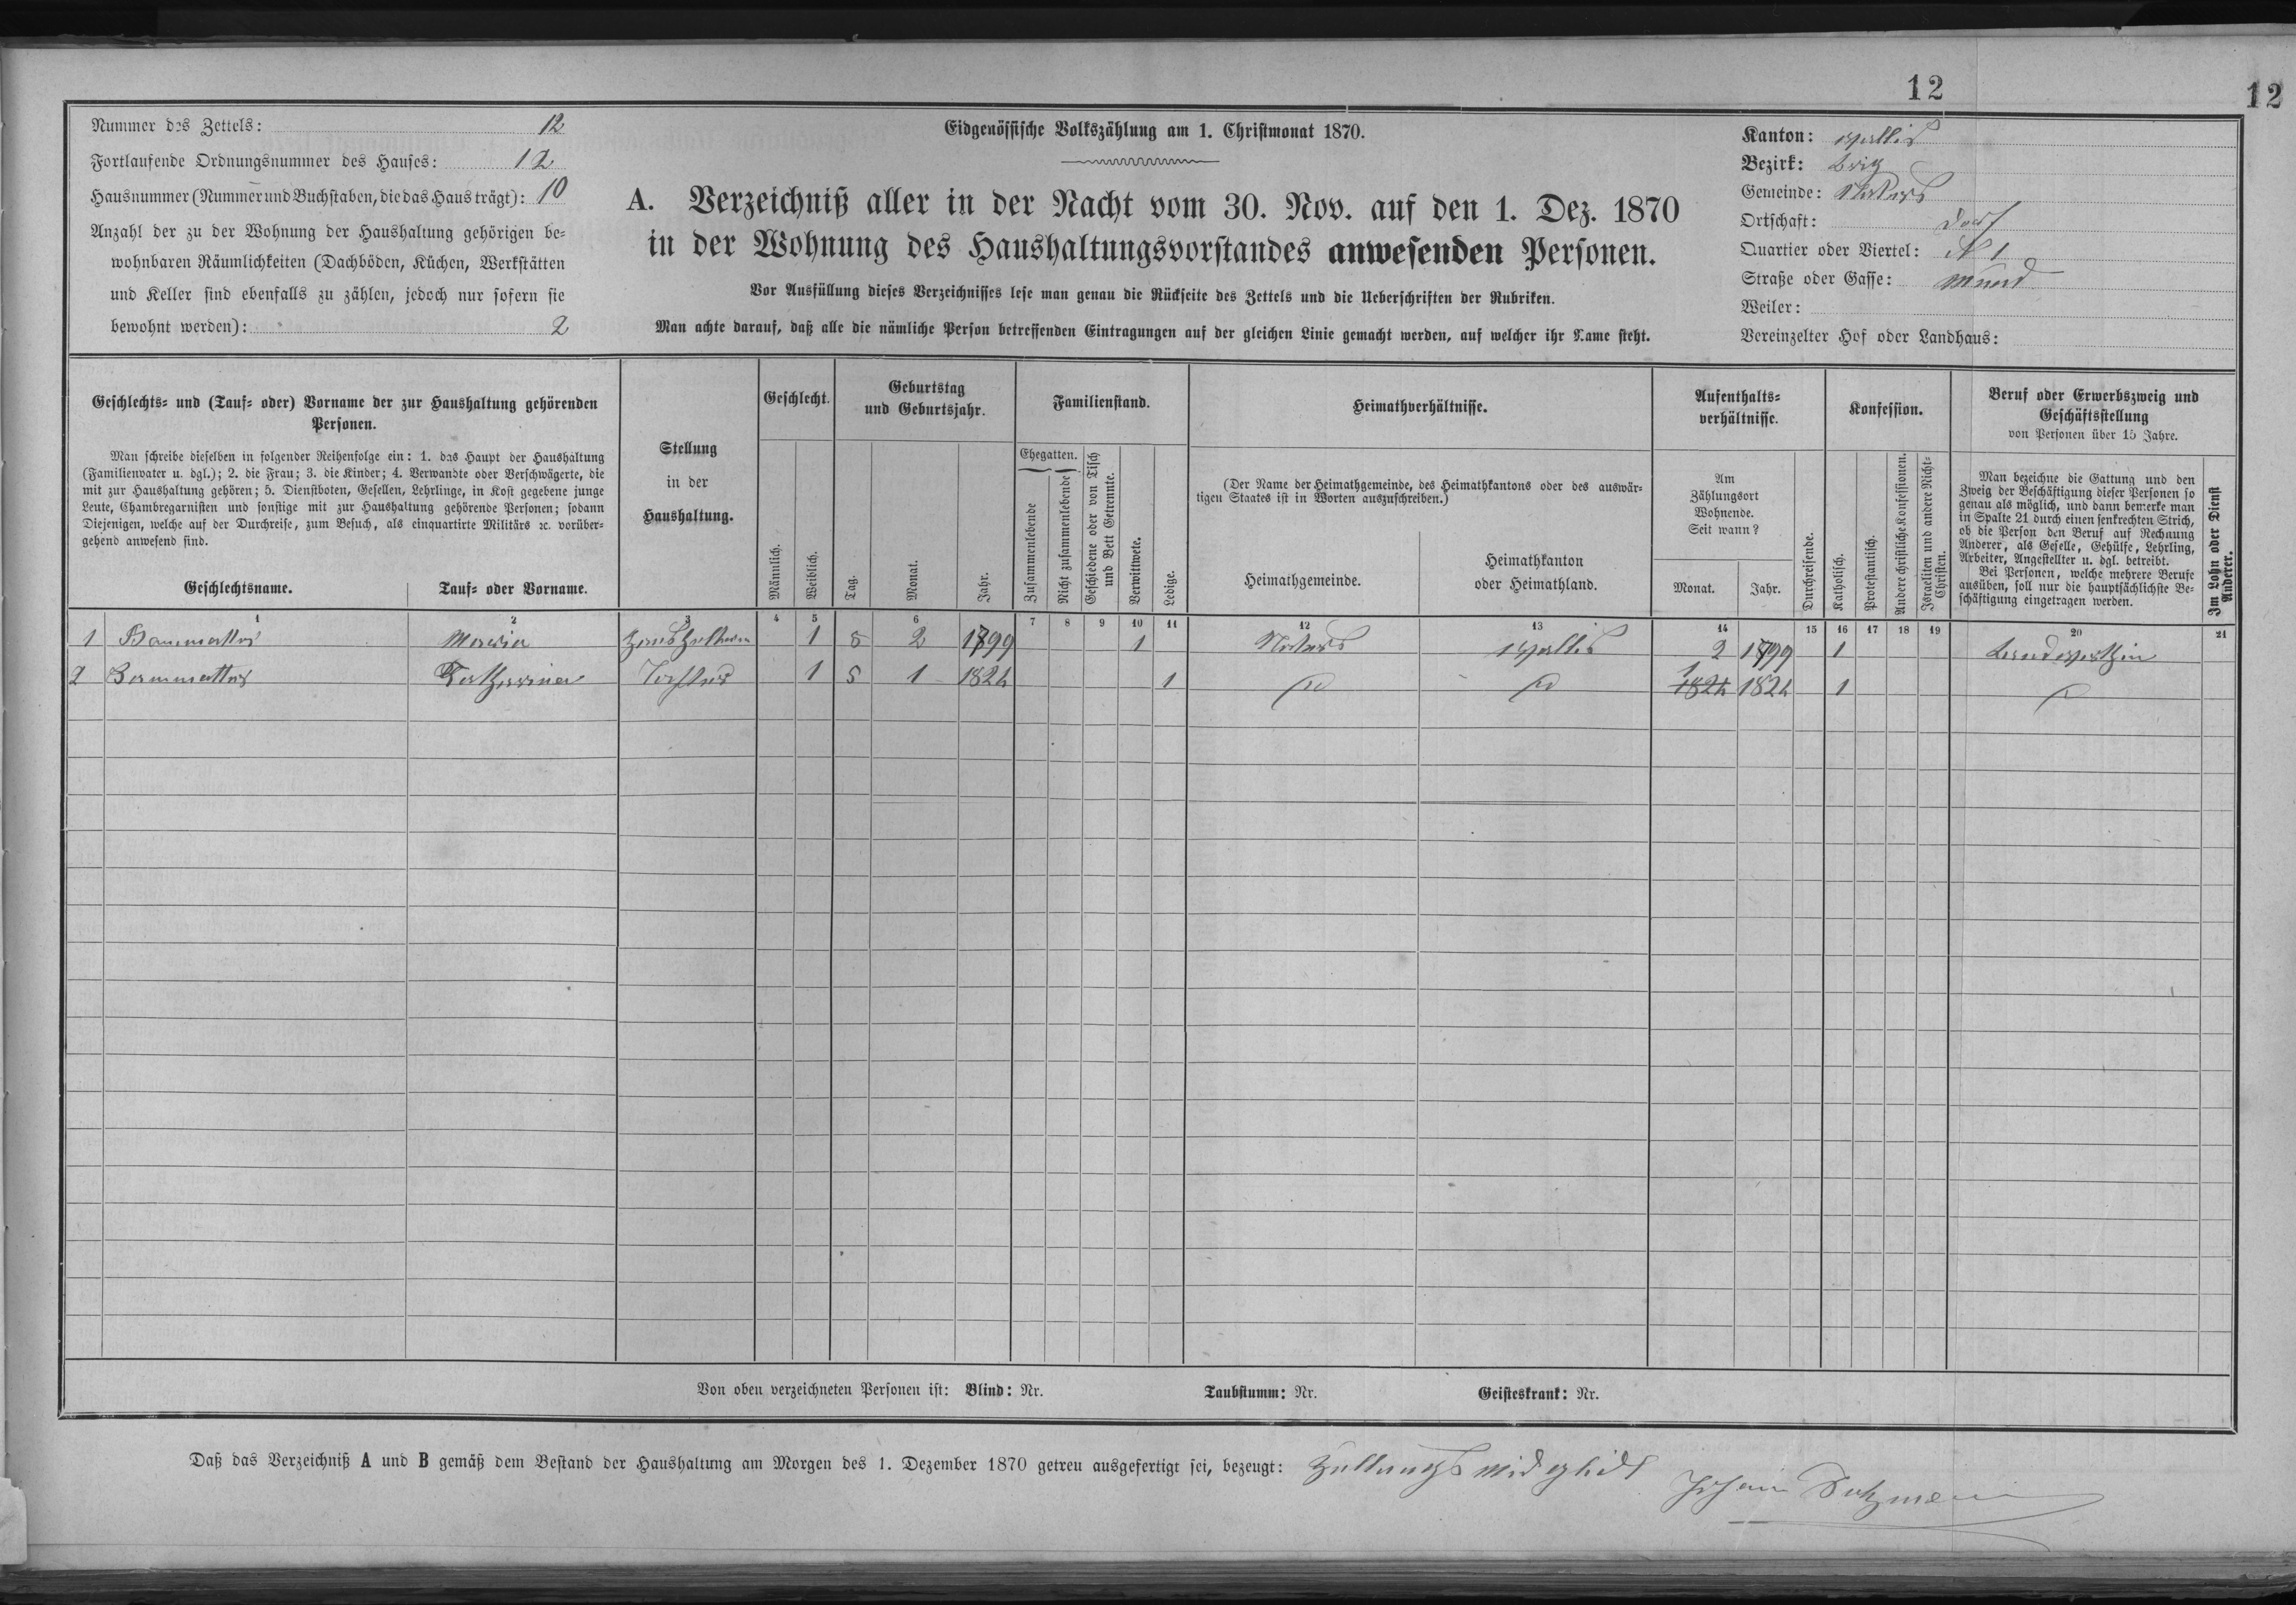 12
12
Nummer des Zettels: 12
Fortlaufende Ordnungsnummer des Hauses: 12
Hausnummer (Nummer und Buchstaben, die das Haus trägt): 10
Anzahl der zu der Wohnung der Haushaltung gehörigen be=
wohnbaren Räumlichkeiten (Dachböden, Küchen, Werkstätten
und Keller sind ebenfalls zu zählen, jedoch nur sofern sie
bewohnt werden): 2
Eidgenössische Volkszählung am 1. Christmonat 1870.
A. Verzeichniß aller in der Nacht vom 30. Nov. auf den 1. Dez. 1870
in der Wohnung des Haushaltungsvorstandes anwesenden Personen.
Vor Ausfüllung dieses Verzeichnisses lese man genau die Rückseite des Zettels und die Ueberschriften der Rubriken.
Man achte darauf, daß alle die nämliche Person betreffenden Eintragungen auf der gleichen Linie gemacht werden, auf welcher ihr Name steht.
Kanton: Wallis
Bezirk: Brig
Gemeinde: Naters
Ortschaft: Dorf
Quartier oder Viertel: N 1
Straße oder Gasse: Mund
Weiler:
Vereinzelter Hof oder Landhaus:
Geschlechts= und (Tauf= oder) Vorname der zur Haushaltung gehörenden
Personen.
Man schreibe dieselben in folgender Reihenfolge ein: 1. das Haupt der Haushaltung
(Familienvater u. dgl.); 2. die Frau; 3. die Kinder; 4. Verwandte oder Verschwägerte, die
mit zur Haushaltung gehören; 5. Dienstboten, Gesellen, Lehrlinge, in Kost gegebene junge
Leute, Chambregarnisten und sonstige mit zur Haushaltung gehörende Personen; sodann
Diejenigen, welche auf der Durchreise, zum Besuch, als einquartirte Militärs ꝛc. vorüber=
gehend anwesend sind.
Geschlechtsname. Tauf= oder Vorname.
Stellung
in der
Haushaltung.
Geschlecht.
Männlich. Weiblich.
Geburtstag
und Geburtsjahr.
Tag. Monat. Jahr.
Familienstand.
Ehegatten.
Zusammenlebende
Nicht zusammenlebende
Geschiedene oder von Tisch
und Bett Getrennte.
Verwittwete.
Ledige.
Heimathverhältnisse.
(Der Name der Heimathgemeinde, des Heimathkantons oder des auswär=
tigen Staates ist in Worten auszuschreiben.)
Heimathgemeinde.
Heimathkanton
oder Heimathland.
Aufenthalts=
verhältnisse.
Am
Zählungsort
Wohnende.
Seit wann?
Monat. Jahr.
Durchreisende.
Konfession.
Katholisch.
Protestantisch.
Andere christliche Konfessionen.
Israeliten und andere Nicht=
Christen.
Beruf oder Erwerbszweig und
Geschäftsstellung
von Personen über 15 Jahre.
Man bezeichne die Gattung und den
Zweig der Beschäftigung dieser Personen so
genau als möglich, und dann bemerke man
in Spalte 21 durch einen senkrechten Strich,
ob die Person den Beruf auf Rechnung
Anderer, als Geselle, Gehülfe, Lehrling,
Arbeiter, Angestellter u. dgl. betreibt.
Bei Personen, welche mehrere Berufe
ausüben, soll nur die hauptsächlichste Be=
schäftigung eingetragen werden.
Im Lohn oder Dienst
Anderer.
1 2 3 4 5 6 7 8 9 10 11 12 13 14 15 16 17 18 19 20 21
1 Bammatter Maria 1 8 2 1799 1 Naters Wallis 2 1799 1 Landwirthin
2 Bammatter Katharina Tochter 1 5 1 1824 1 1 1824 1824 1
Von oben verzeichneten Personen ist: Blind: Nr. Taubstumm: Nr. Geisteskrank: Nr.
Daß das Verzeichniß A und B gemäß dem Bestand der Haushaltung am Morgen des 1. Dezember 1870 getreu ausgefertigt sei, bezeugt: